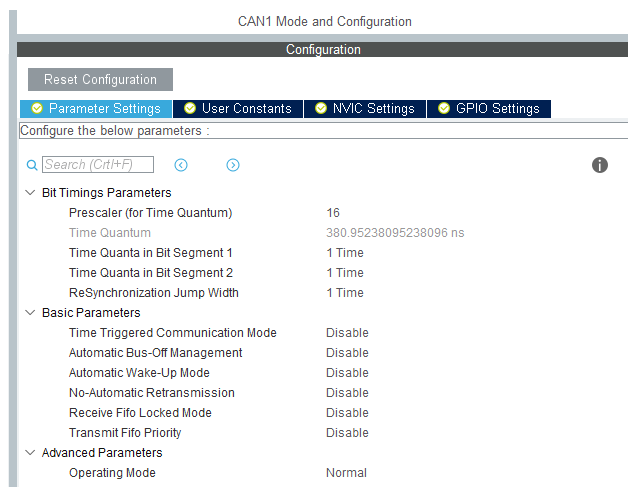 CAN1 Mode and Configuration
Configuration
Reset Configuration
Parameter Settings User Constants NVIC Settings GPIO Settings
Configure the below parameters :
Search (Crtl+F)
Bit Timings Parameters
Prescaler (for Time Quantum) 16
Time Quantum 380.95238095238096 ns
Time Quanta in Bit Segment 1 1 Time
Time Quanta in Bit Segment 2 1 Time
ReSynchronization Jump Width 1 Time
Basic Parameters
Time Triggered Communication Mode Disable
Automatic Bus-Off Management Disable
Automatic Wake-Up Mode Disable
No-Automatic Retransmission Disable
Receive Fifo Locked Mode Disable
Transmit Fifo Priority Disable
Advanced Parameters
Operating Mode Normal